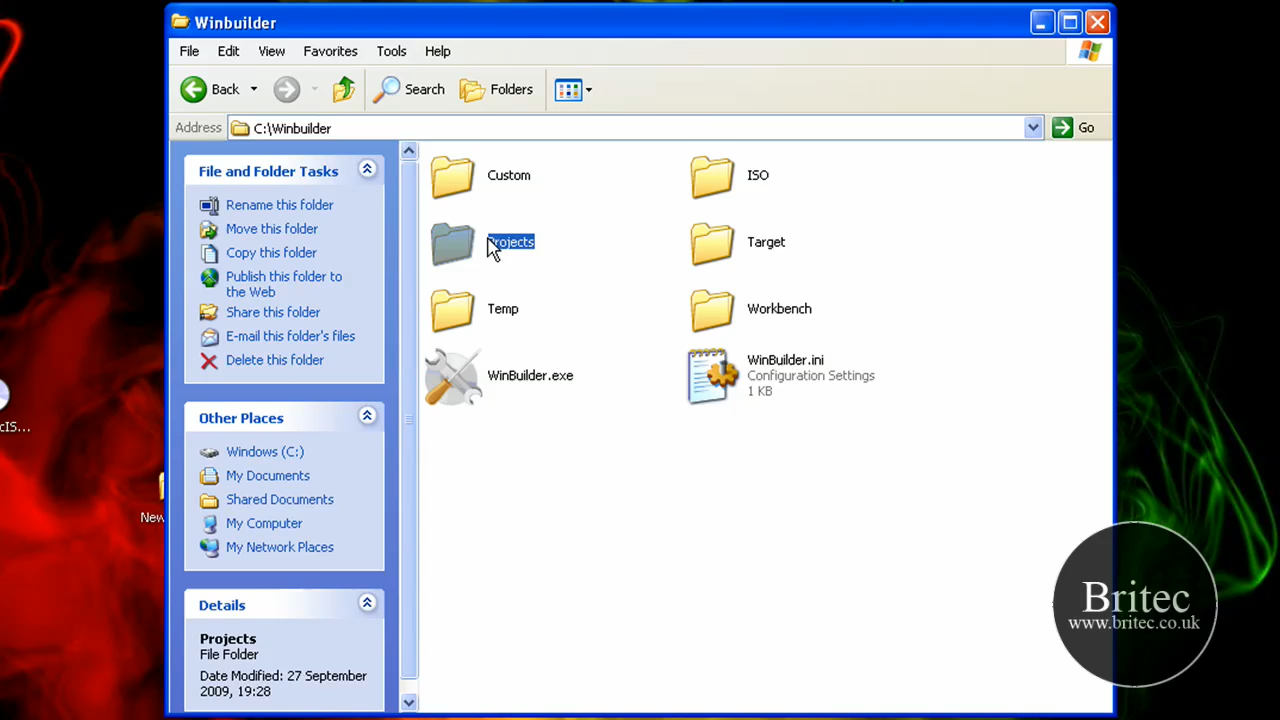 Winbuilder
File Edit View Favorites Tools Help
Back Search Folders
Address C:\Winbuilder Go
File and Folder Tasks
Rename this folder
Move this folder
Copy this folder
Publish this folder to
the Web
Share this folder
E-mail this folder's files
Delete this folder
Other Places
Windows (C:)
My Documents
Shared Documents
My Computer
My Network Places
Details
Projects
File Folder
Date Modified: 27 September
2009, 19:28
Custom
ISO
Projects
Target
Temp
Workbench
WinBuilder.exe
WinBuilder.ini
Configuration Settings
1 KB
cIS...
New
Britec
www.britec.co.uk